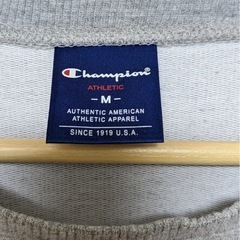 Champion
ATHLETIC
- M -
AUTHENTIC AMERICAN
ATHLETIC APPAREL
SINCE 1919 U.S.A.